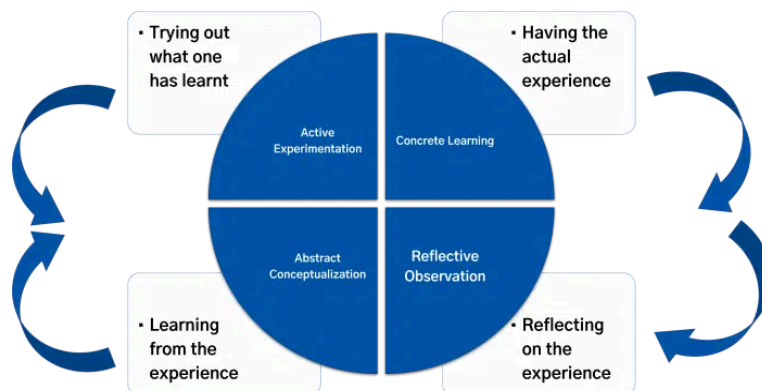 · Trying out
what one
has learnt
· Having the
actual
experience
Active
Experimentation
Concrete Learning
Abstract
Conceptualization
Reflective
Observation
· Learning
from the
experience
· Reflecting
on the
experience